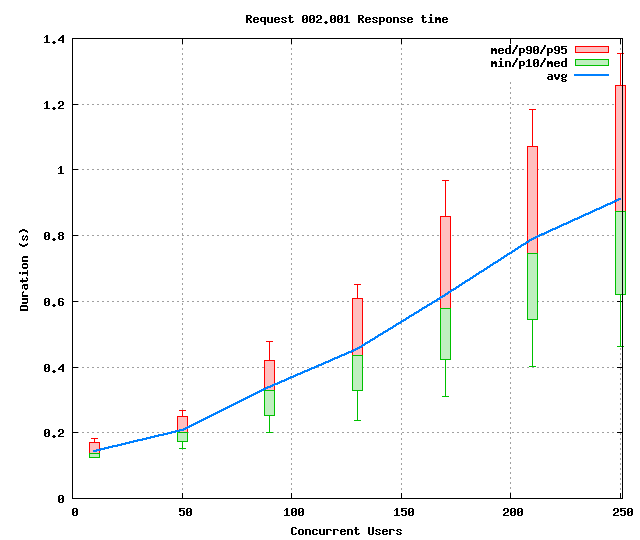 Request 002.001 Response time
1.4
1.2
1
0.8
0.6
0.4
0.2
0
Duration (s)
med/p90/p95
min/p10/med
avg
0 50 100 150 200 250
Concurrent Users